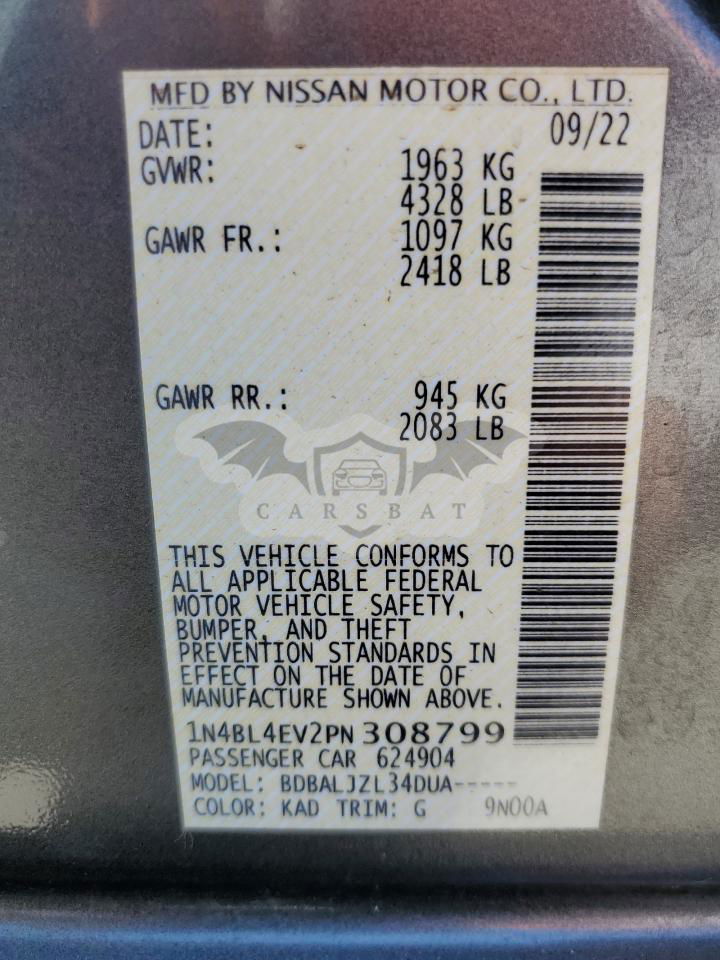 MFD BY NISSAN MOTOR CO., LTD.
DATE: 09/22
GVWR: 1963 KG
4328 LB
GAWR FR.: 1097 KG
2418 LB
GAWR RR.: 945 KG
2083 LB
CARSBAT
THIS VEHICLE CONFORMS TO
ALL APPLICABLE FEDERAL
MOTOR VEHICLE SAFETY,
BUMPER, AND THEFT
PREVENTION STANDARDS IN
EFFECT ON THE DATE OF
MANUFACTURE SHOWN ABOVE.
1N4BL4EV2PN308799
PASSENGER CAR 624904
MODEL: BDBALJZL34DUA-----
COLOR: KAD TRIM: G 9N00A